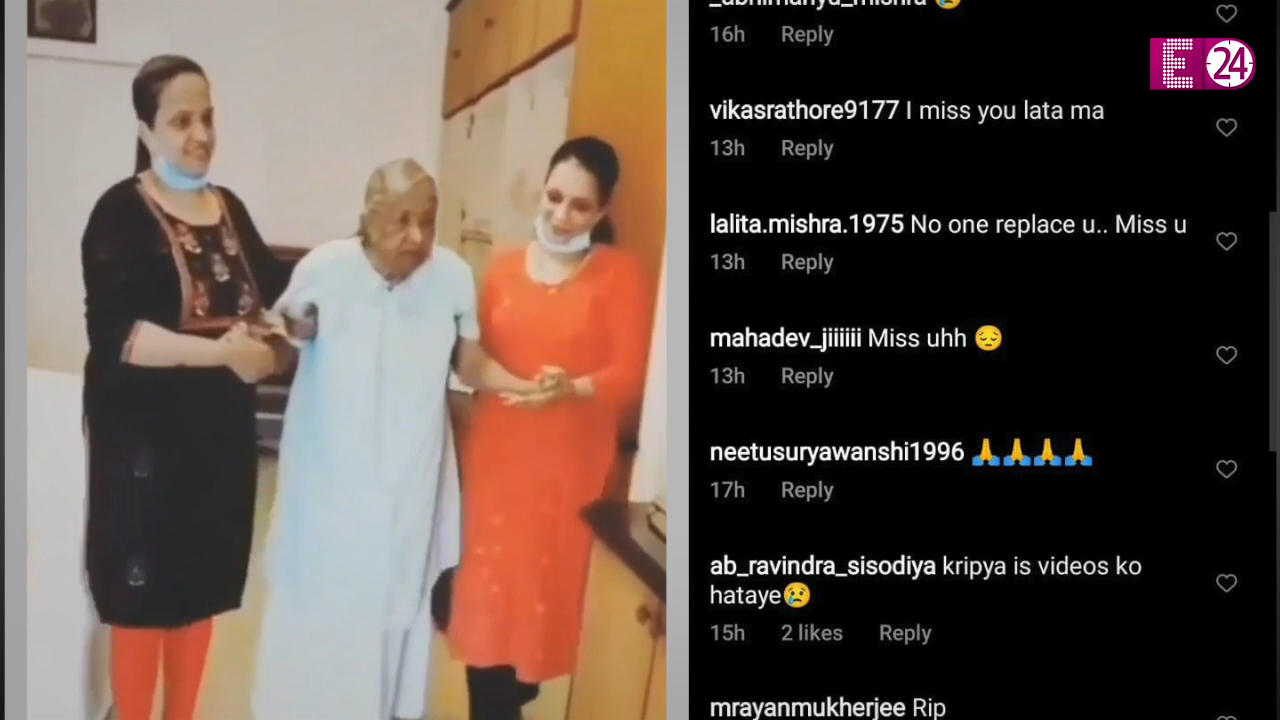 _abhimanyu_mishra 😢
16h Reply
E 24
vikasrathore9177 I miss you lata ma
13h Reply
lalita.mishra.1975 No one replace u.. Miss u
13h Reply
mahadev_jiiiiii Miss uhh 😔
13h Reply
neetusuryawanshi1996 🙏🙏🙏🙏
17h Reply
ab_ravindra_sisodiya kripya is videos ko
hataye😢
15h 2 likes Reply
mrayanmukherjee Rip